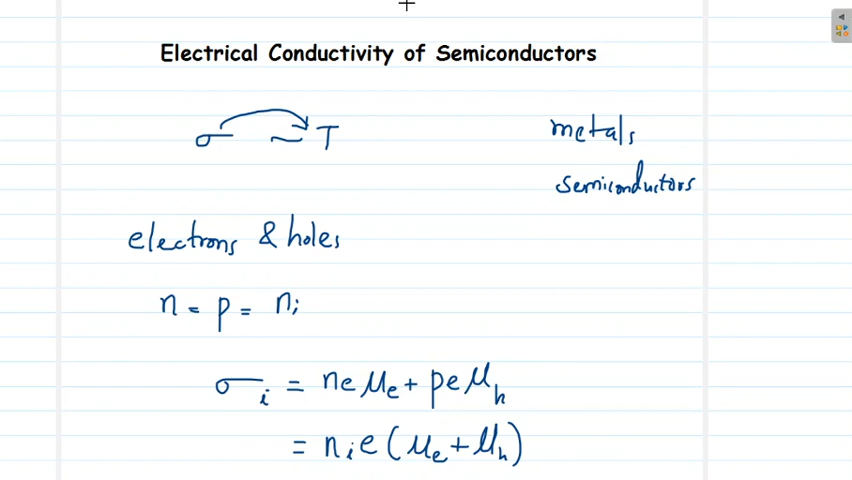 Electrical Conductivity of Semiconductors
σ ~ T
metals
semiconductors
electrons & holes
n = p = ni
σi = neμe + peμh
= nie(μe + μh)